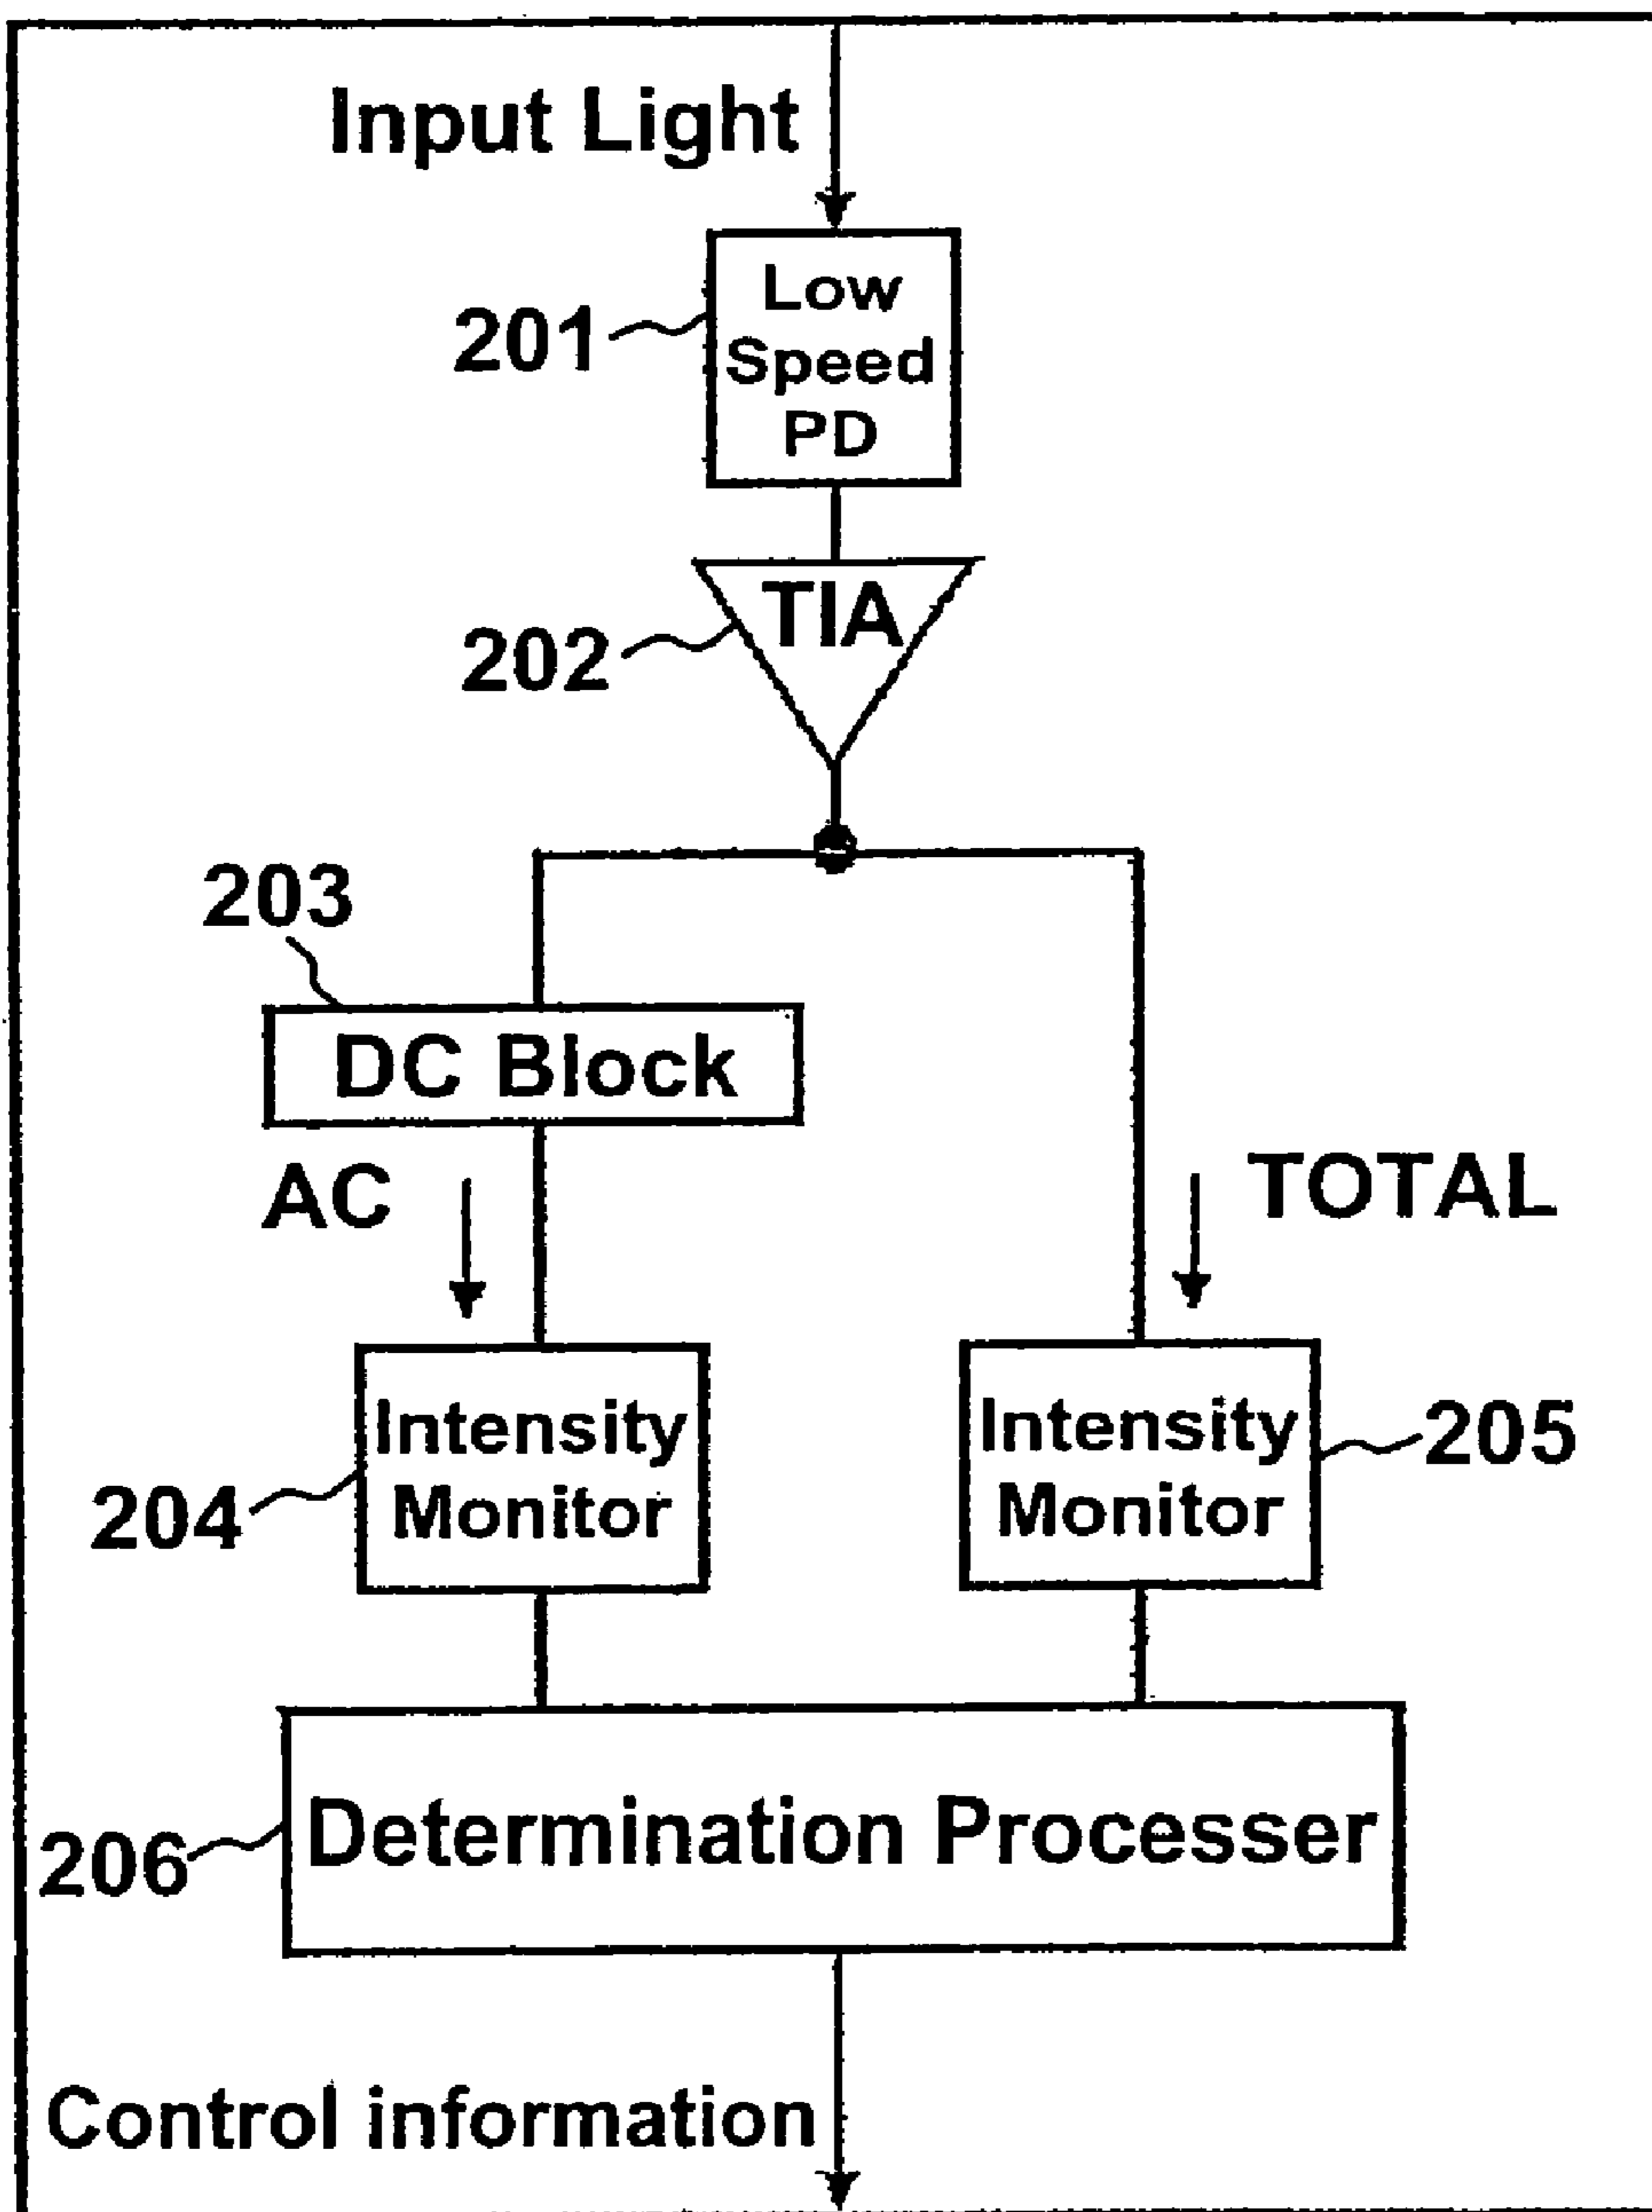 Input Light
Low
Speed
PD
201
TIA
202
203
DC Block
AC
TOTAL
Intensity
Monitor
204
Intensity
Monitor
205
Determination Processer
206
Control information